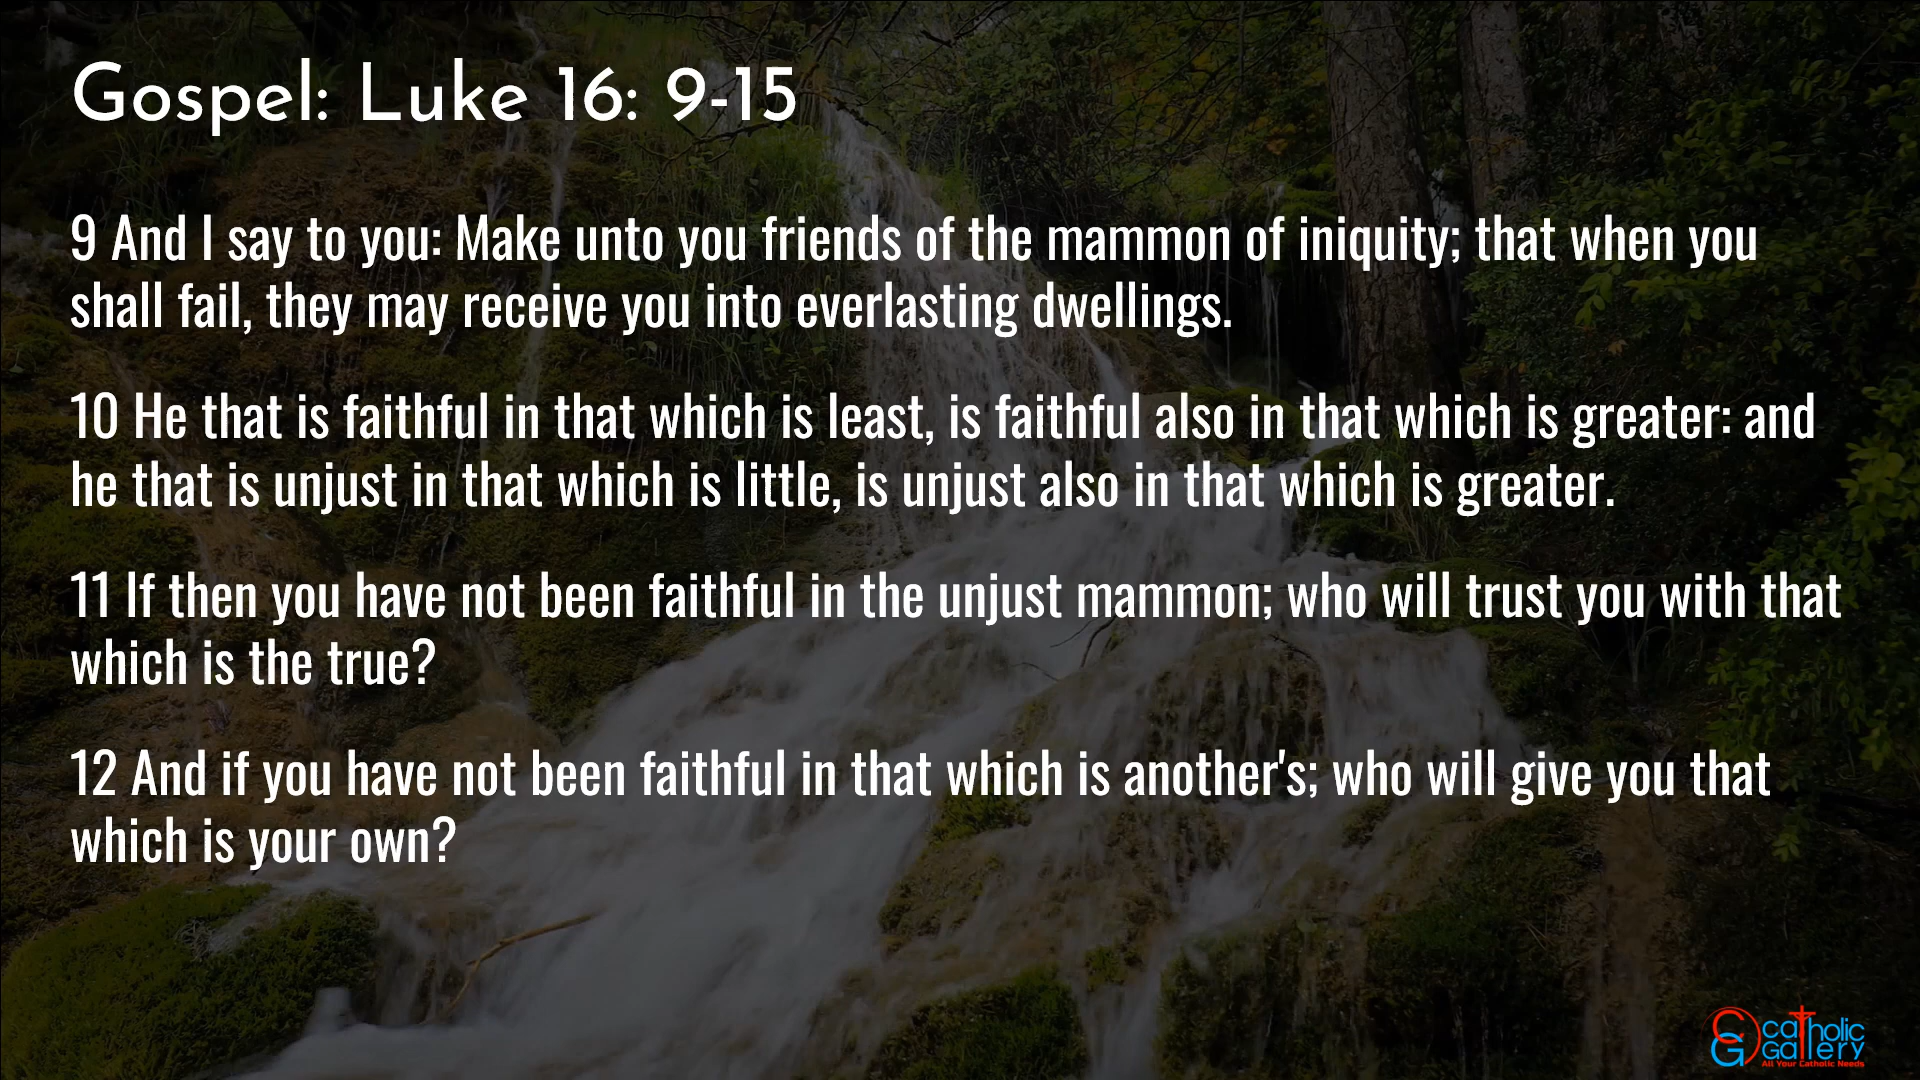 Gospel: Luke 16: 9-15
9 And I say to you: Make unto you friends of the mammon of iniquity; that when you
shall fail, they may receive you into everlasting dwellings.
10 He that is faithful in that which is least, is faithful also in that which is greater: and
he that is unjust in that which is little, is unjust also in that which is greater.
11 If then you have not been faithful in the unjust mammon; who will trust you with that
which is the true?
12 And if you have not been faithful in that which is another's; who will give you that
which is your own?
CG catholic
Gallery
All Your Catholic Needs